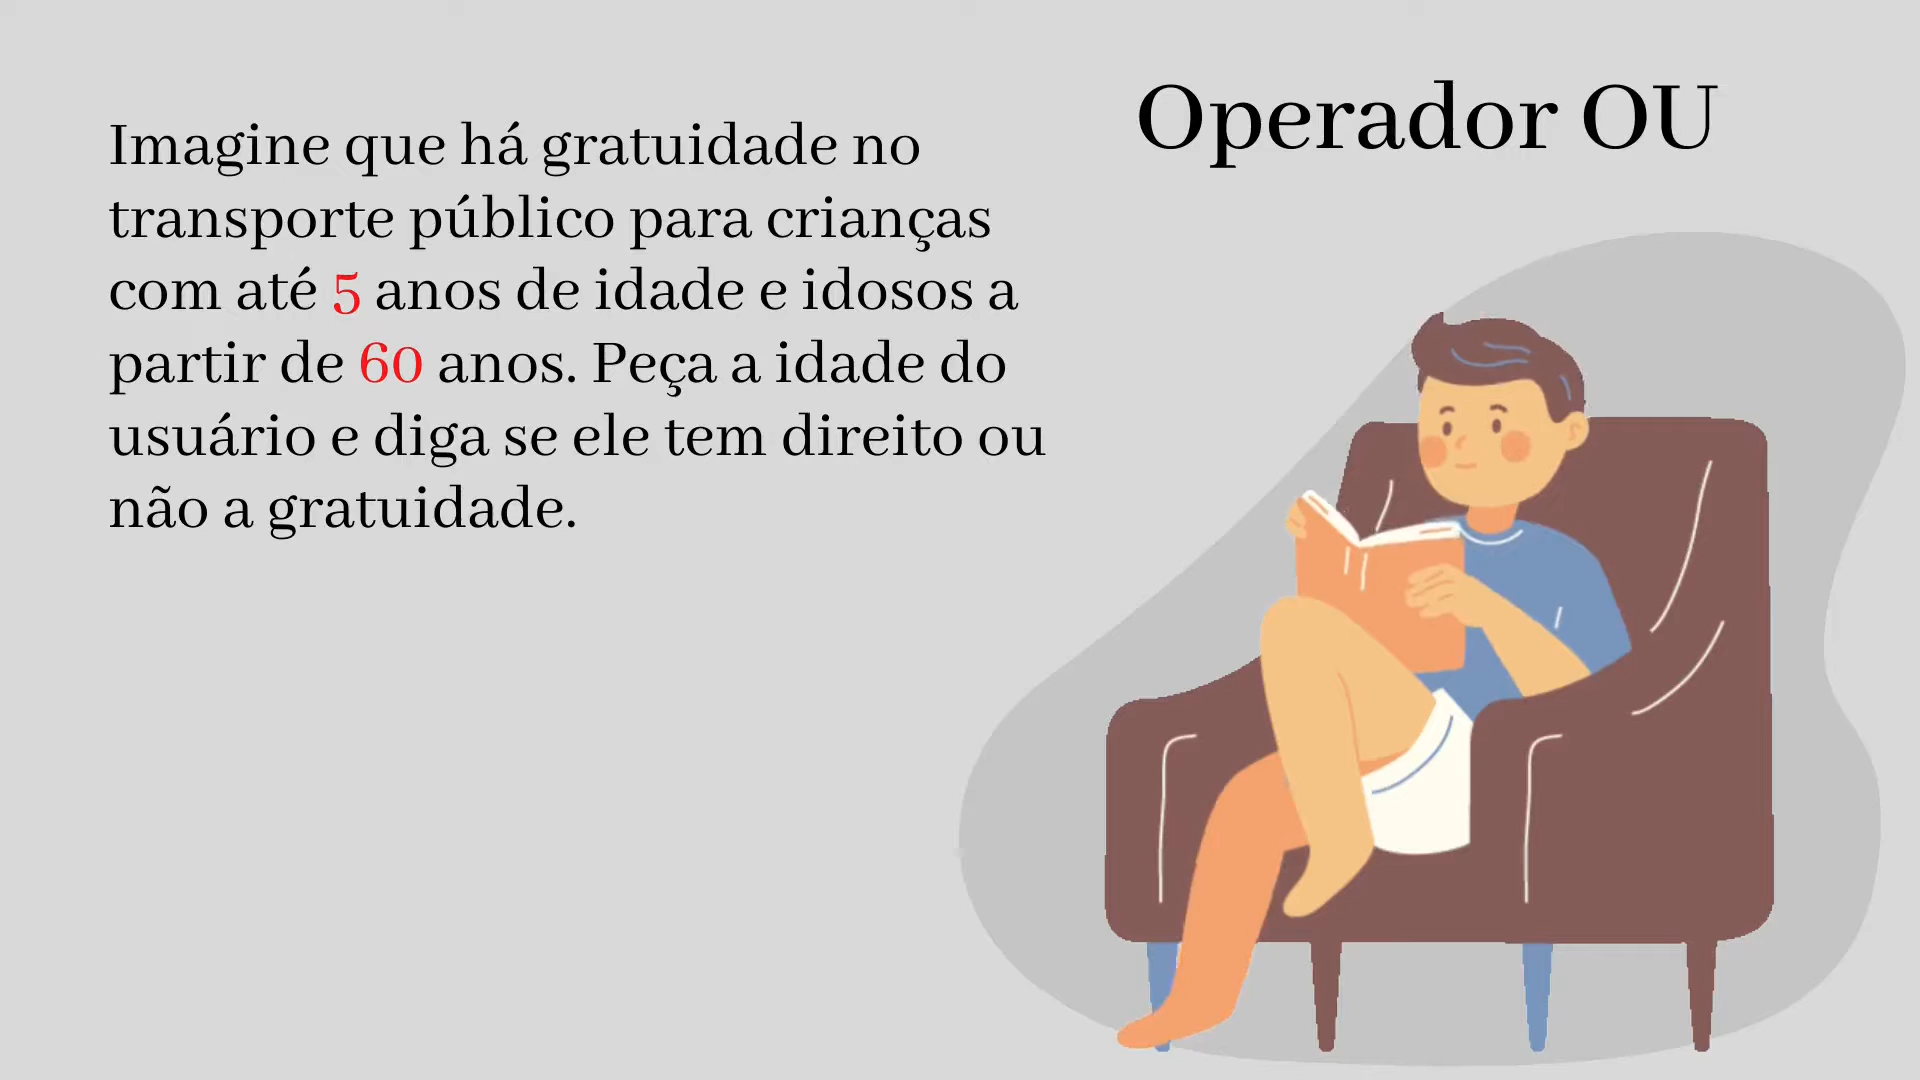 Operador OU
Imagine que há gratuidade no
transporte público para crianças
com até 5 anos de idade e idosos a
partir de 60 anos. Peça a idade do
usuário e diga se ele tem direito ou
não a gratuidade.